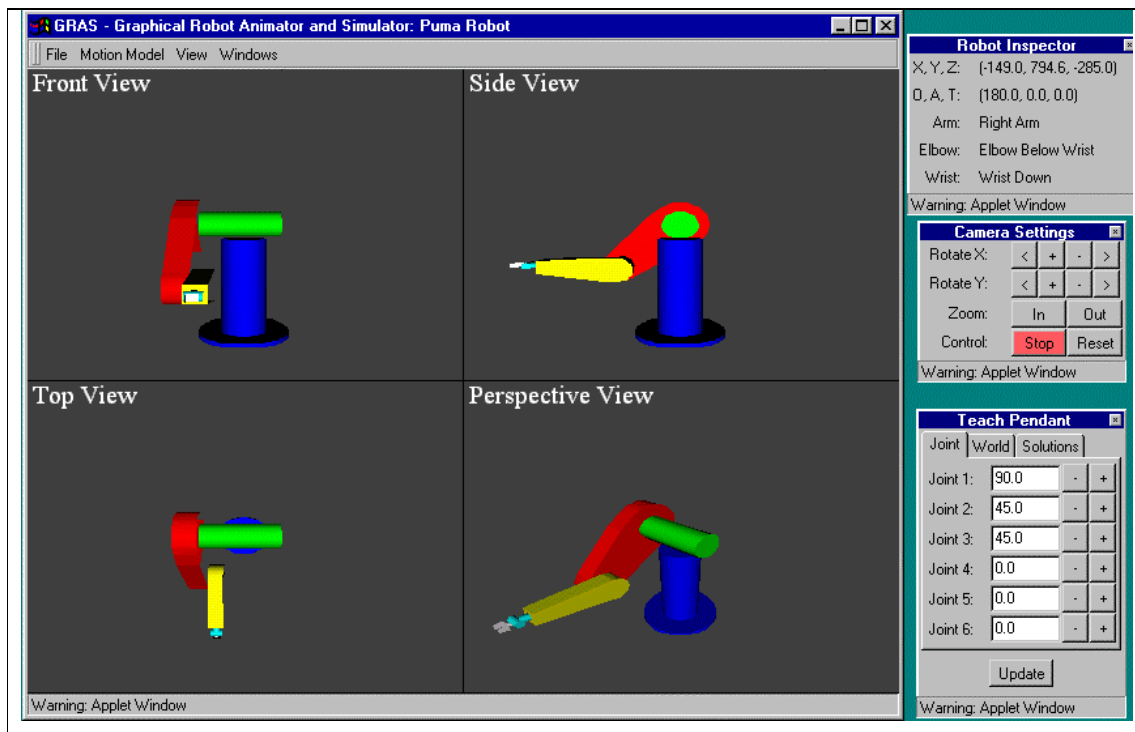 GRAS - Graphical Robot Animator and Simulator: Puma Robot
File Motion Model View Windows
Front View
Side View
Top View
Perspective View
Warning: Applet Window
Robot Inspector
X, Y, Z: (-149.0, 794.6, -285.0)
O, A, T: (180.0, 0.0, 0.0)
Arm: Right Arm
Elbow: Elbow Below Wrist
Wrist: Wrist Down
Warning: Applet Window
Camera Settings
Rotate X: < + - >
Rotate Y: < + - >
Zoom: In Out
Control: Stop Reset
Warning: Applet Window
Teach Pendant
Joint World Solutions
Joint 1: 90.0 - +
Joint 2: 45.0 - +
Joint 3: 45.0 - +
Joint 4: 0.0 - +
Joint 5: 0.0 - +
Joint 6: 0.0 - +
Update
Warning: Applet Window